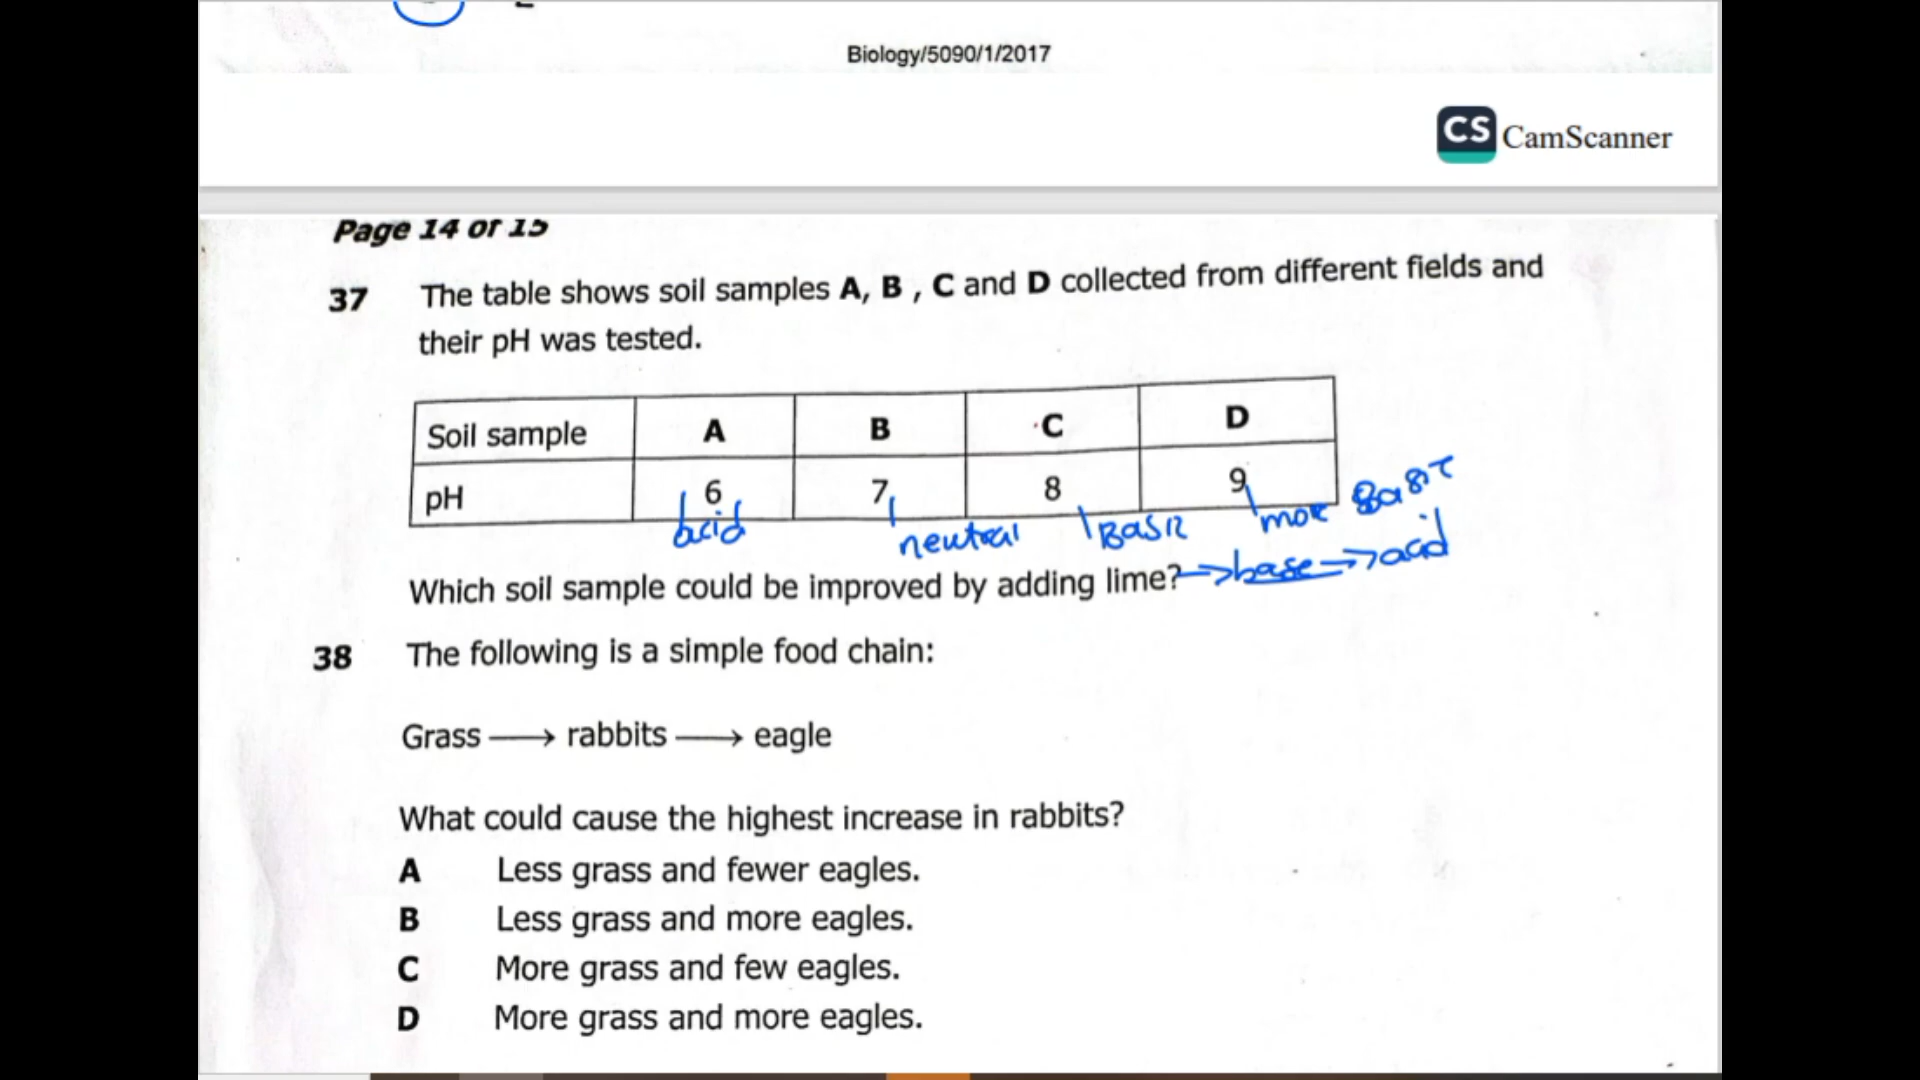 Biology/5090/1/2017
CS CamScanner
Page 14 of 15
37 The table shows soil samples A, B , C and D collected from different fields and
their pH was tested.
Soil sample A B C D
pH 6 7 8 9
acid neutral Basic more Basic
Which soil sample could be improved by adding lime? → base → acid
38 The following is a simple food chain:
Grass → rabbits → eagle
What could cause the highest increase in rabbits?
A Less grass and fewer eagles.
B Less grass and more eagles.
C More grass and few eagles.
D More grass and more eagles.